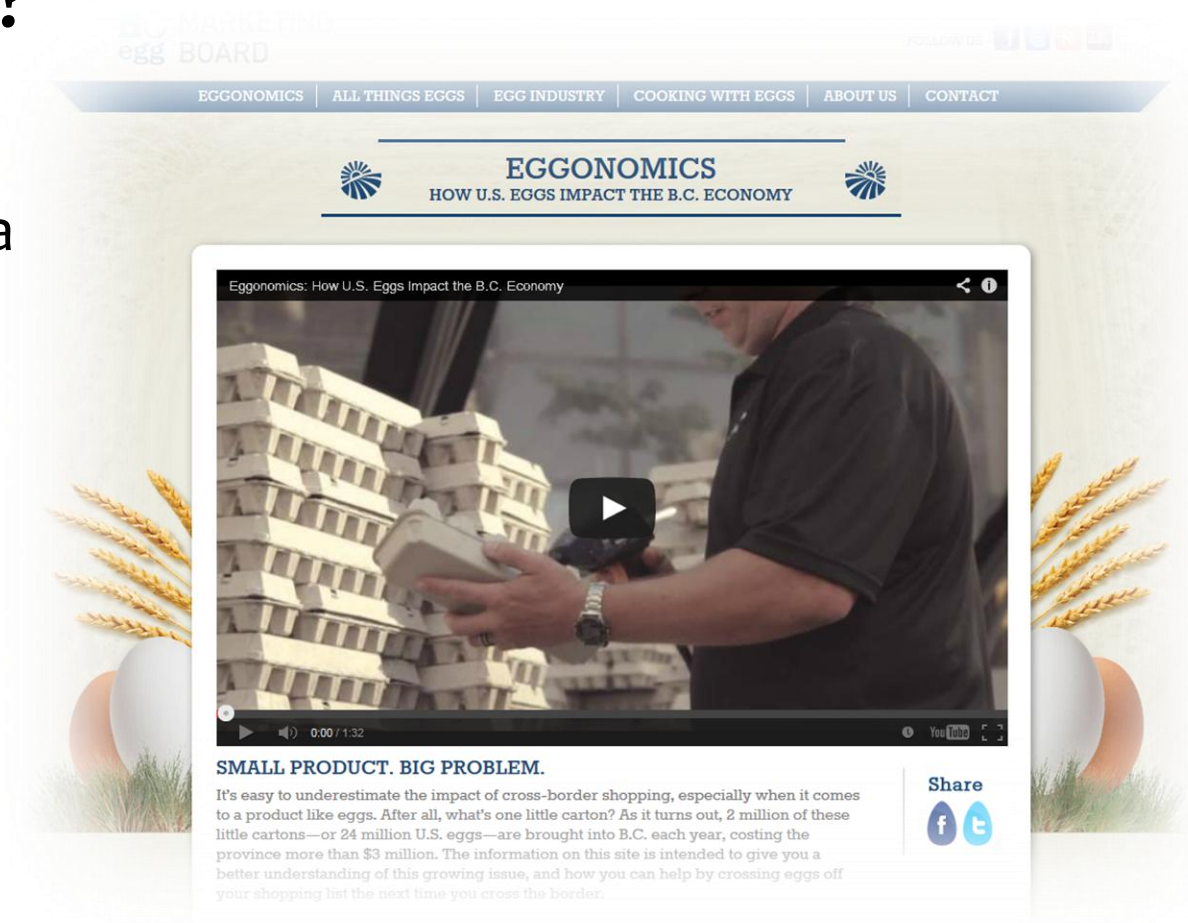 ?
MARKETING
egg BOARD
FOLLOW US
EGGONOMICS ALL THINGS EGGS EGG INDUSTRY COOKING WITH EGGS ABOUT US CONTACT
EGGONOMICS
HOW U.S. EGGS IMPACT THE B.C. ECONOMY
a
Eggonomics: How U.S. Eggs Impact the B.C. Economy
0:00 / 1:32
YouTube
SMALL PRODUCT. BIG PROBLEM.
It's easy to underestimate the impact of cross-border shopping, especially when it comes
to a product like eggs. After all, what's one little carton? As it turns out, 2 million of these
little cartons—or 24 million U.S. eggs—are brought into B.C. each year, costing the
province more than $3 million. The information on this site is intended to give you a
better understanding of this growing issue, and how you can help by crossing eggs off
your shopping list the next time you cross the border.
Share
f t